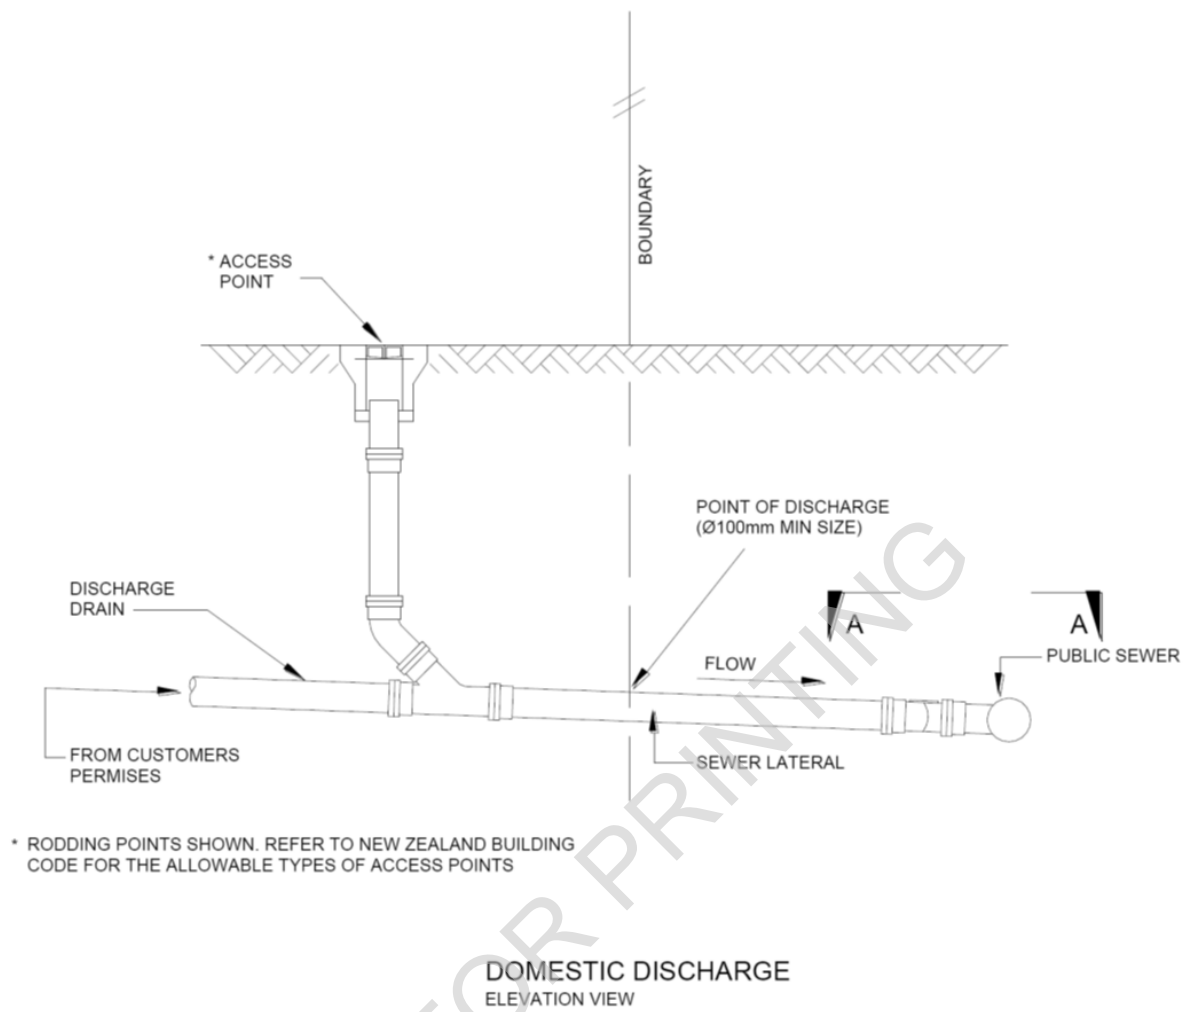 BOUNDARY
* ACCESS
POINT
POINT OF DISCHARGE
(Ø100mm MIN SIZE)
DISCHARGE
DRAIN
A
A
FLOW
PUBLIC SEWER
FROM CUSTOMERS
PERMISES
SEWER LATERAL
* RODDING POINTS SHOWN. REFER TO NEW ZEALAND BUILDING
CODE FOR THE ALLOWABLE TYPES OF ACCESS POINTS
FOR PRINTING
DOMESTIC DISCHARGE
ELEVATION VIEW